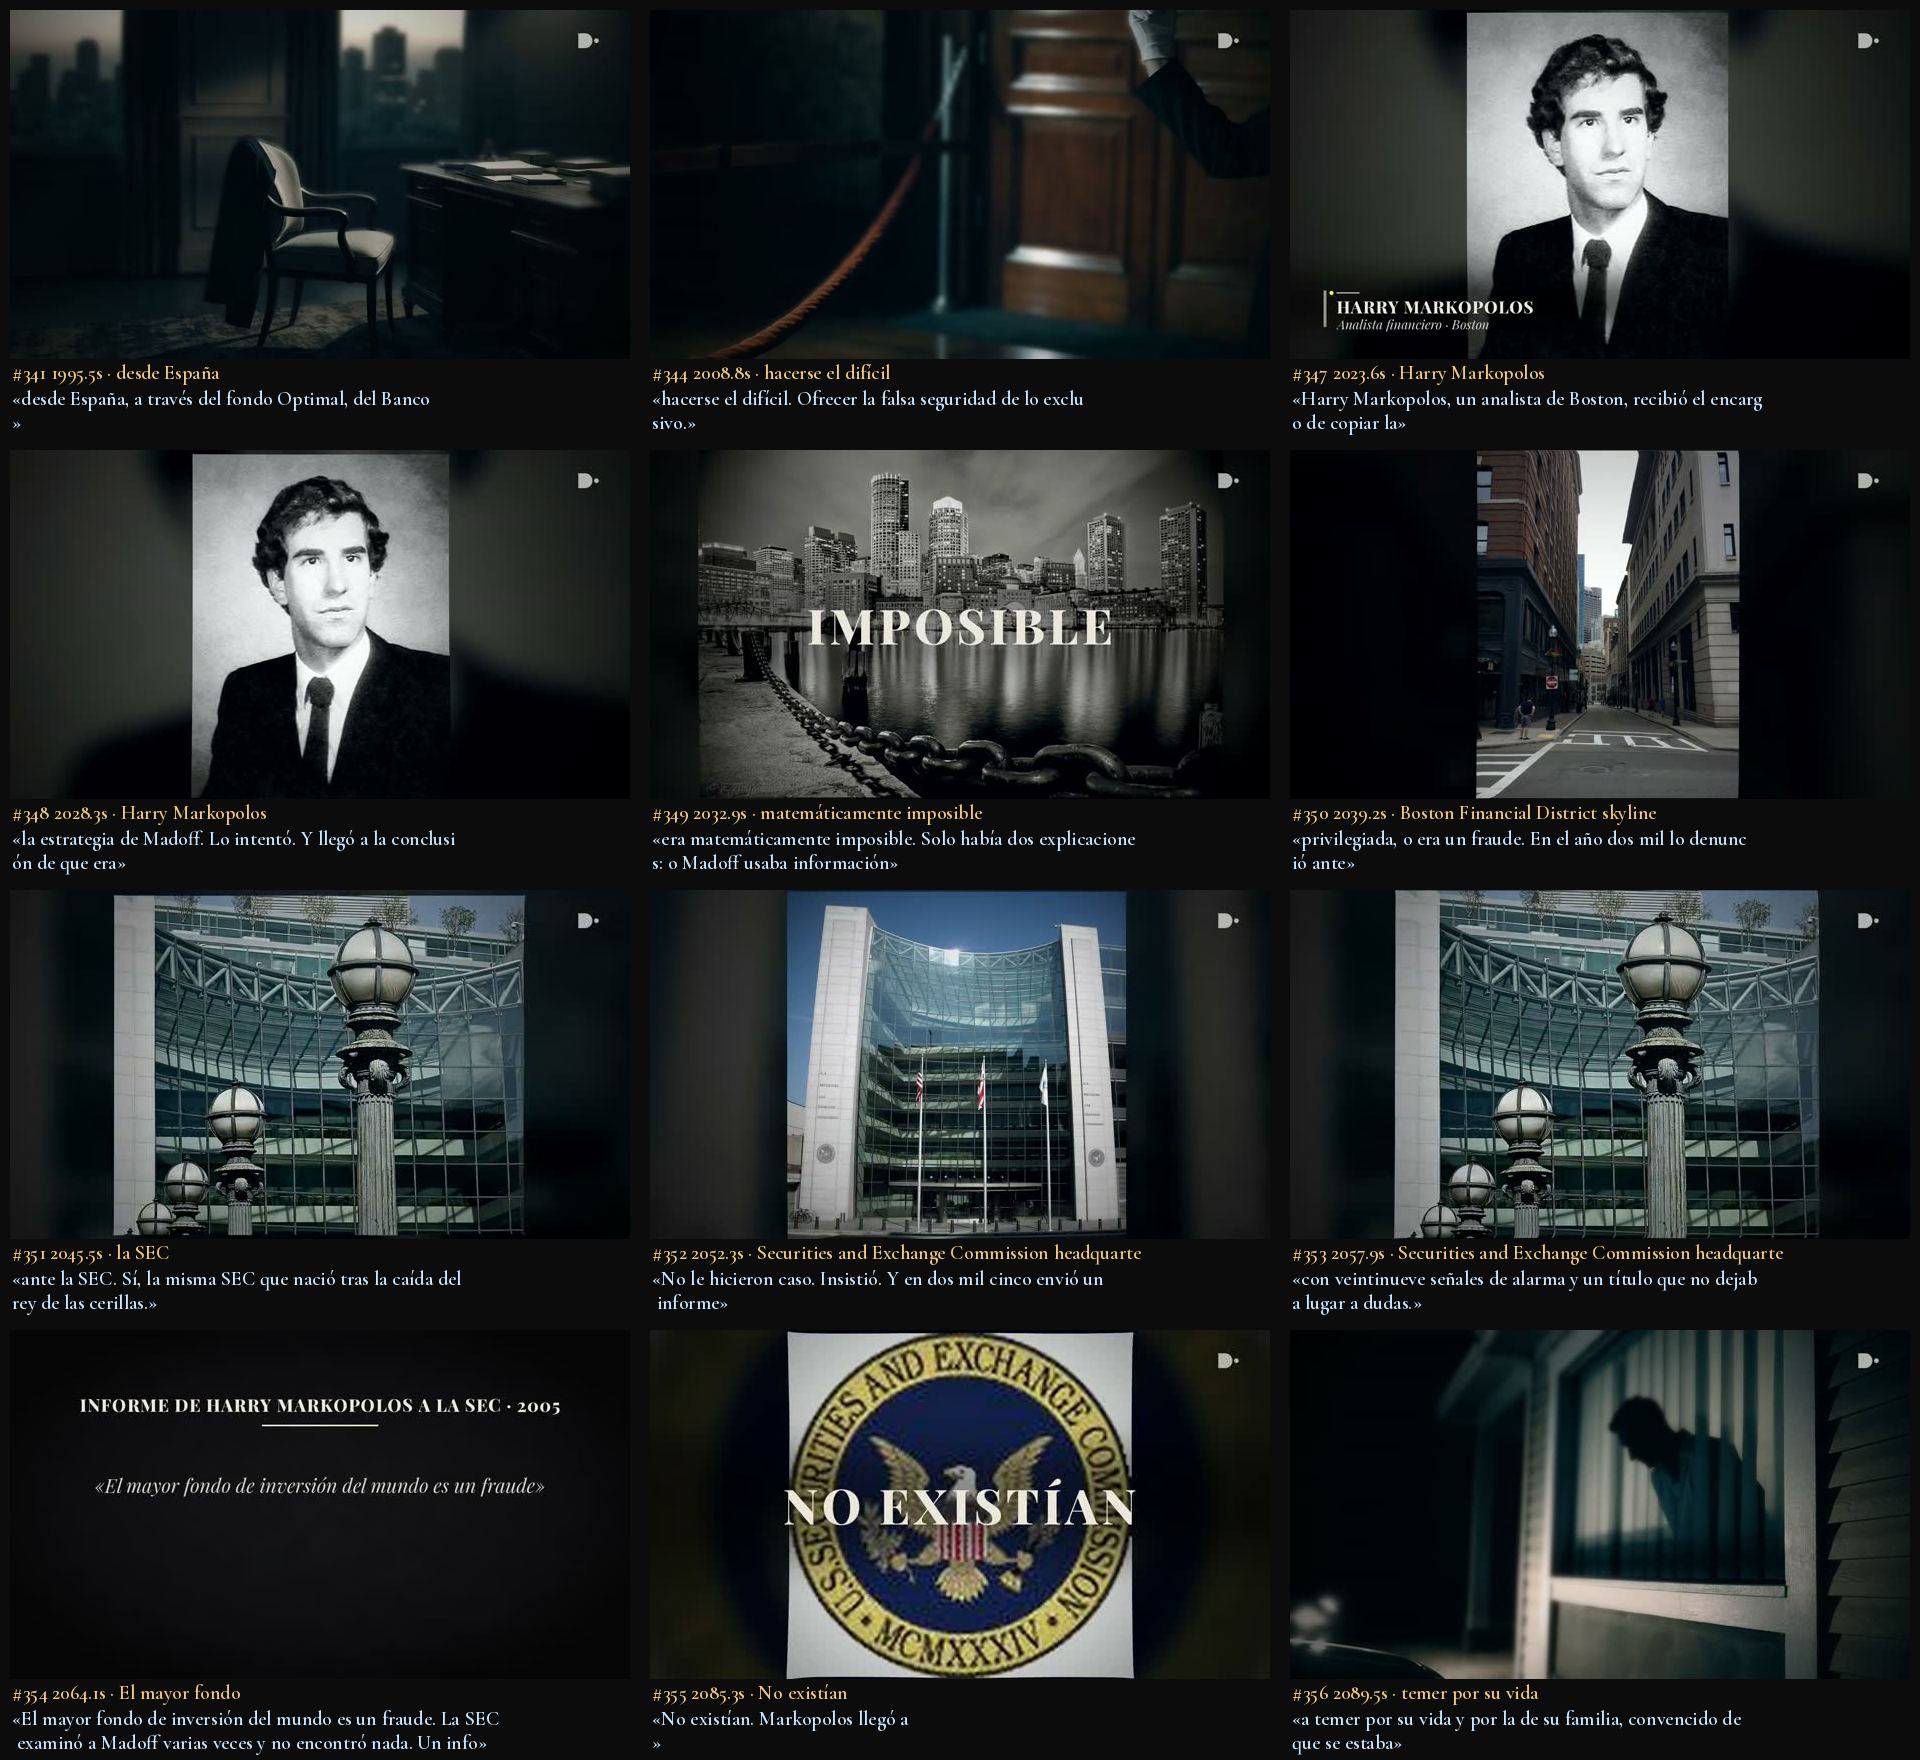 HARRY MARKOPOLOS
Analista financiero · Boston
#341 1995.5s · desde España
«desde España, a través del fondo Optimal, del Banco
»
#344 2008.8s · hacerse el difícil
«hacerse el difícil. Ofrecer la falsa seguridad de lo exclu
sivo.»
#347 2023.6s · Harry Markopolos
«Harry Markopolos, un analista de Boston, recibió el encarg
o de copiar la»
IMPOSIBLE
#348 2028.3s · Harry Markopolos
«la estrategia de Madoff. Lo intentó. Y llegó a la conclusi
ón de que era»
#349 2032.9s · matemáticamente imposible
«era matemáticamente imposible. Solo había dos explicacione
s: o Madoff usaba información»
#350 2039.2s · Boston Financial District skyline
«privilegiada, o era un fraude. En el año dos mil lo denunc
ió ante»
#351 2045.5s · la SEC
«ante la SEC. Sí, la misma SEC que nació tras la caída del
rey de las cerillas.»
#352 2052.3s · Securities and Exchange Commission headquarte
«No le hicieron caso. Insistió. Y en dos mil cinco envió un
informe»
#353 2057.9s · Securities and Exchange Commission headquarte
«con veintinueve señales de alarma y un título que no dejab
a lugar a dudas.»
INFORME DE HARRY MARKOPOLOS A LA SEC · 2005
«El mayor fondo de inversión del mundo es un fraude»
U.S. SECURITIES AND EXCHANGE COMMISSION
MCMXXXIV
NO EXISTÍAN
#354 2064.1s · El mayor fondo
«El mayor fondo de inversión del mundo es un fraude. La SEC
examinó a Madoff varias veces y no encontró nada. Un info»
#355 2085.3s · No existían
«No existían. Markopolos llegó a
»
#356 2089.5s · temer por su vida
«a temer por su vida y por la de su familia, convencido de
que se estaba»